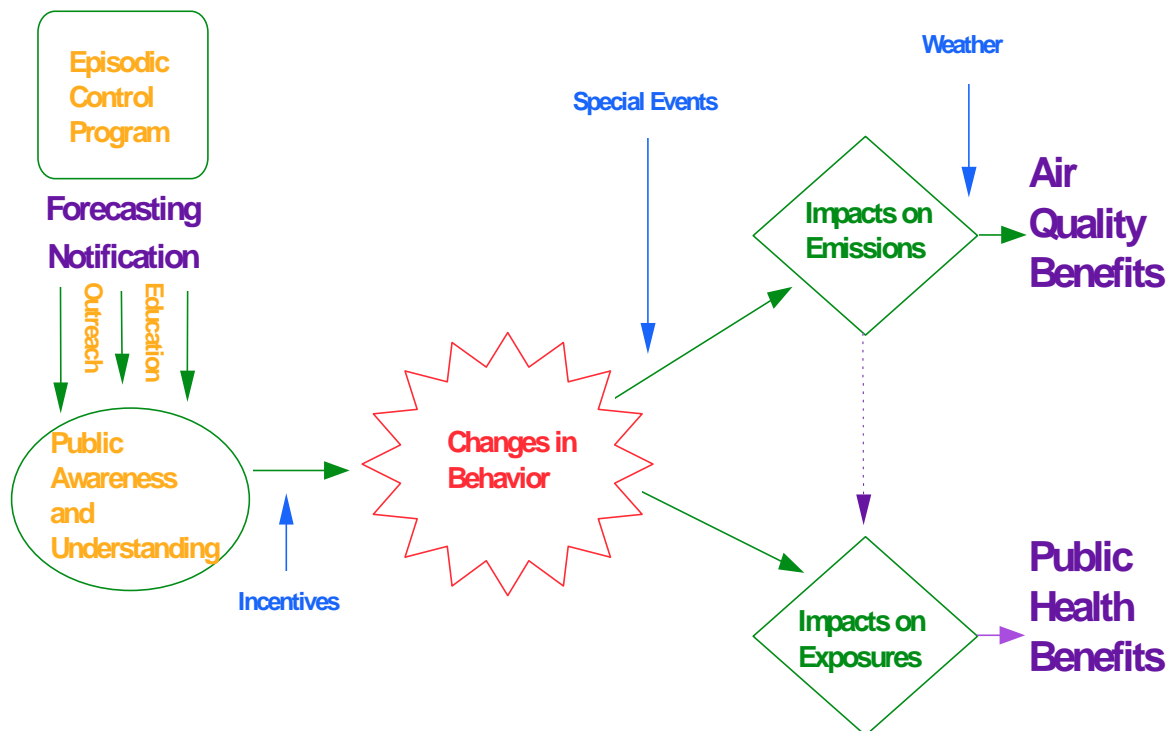 Episodic
Control
Program
Forecasting
Notification
Outreach
Education
Public
Awareness
and
Understanding
Incentives
Changes in
Behavior
Special Events
Weather
Impacts on
Emissions
Air
Quality
Benefits
Impacts on
Exposures
Public
Health
Benefits